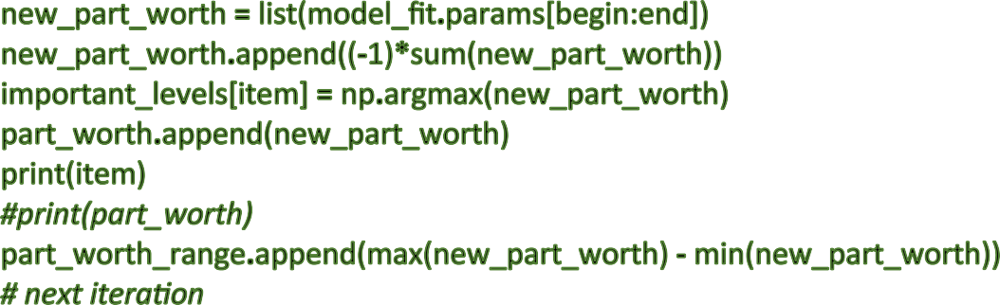 new_part_worth = list(model_fit.params[begin:end])
new_part_worth.append((-1)*sum(new_part_worth))
important_levels[item] = np.argmax(new_part_worth)
part_worth.append(new_part_worth)
print(item)
#print(part_worth)
part_worth_range.append(max(new_part_worth) - min(new_part_worth))
# next iteration